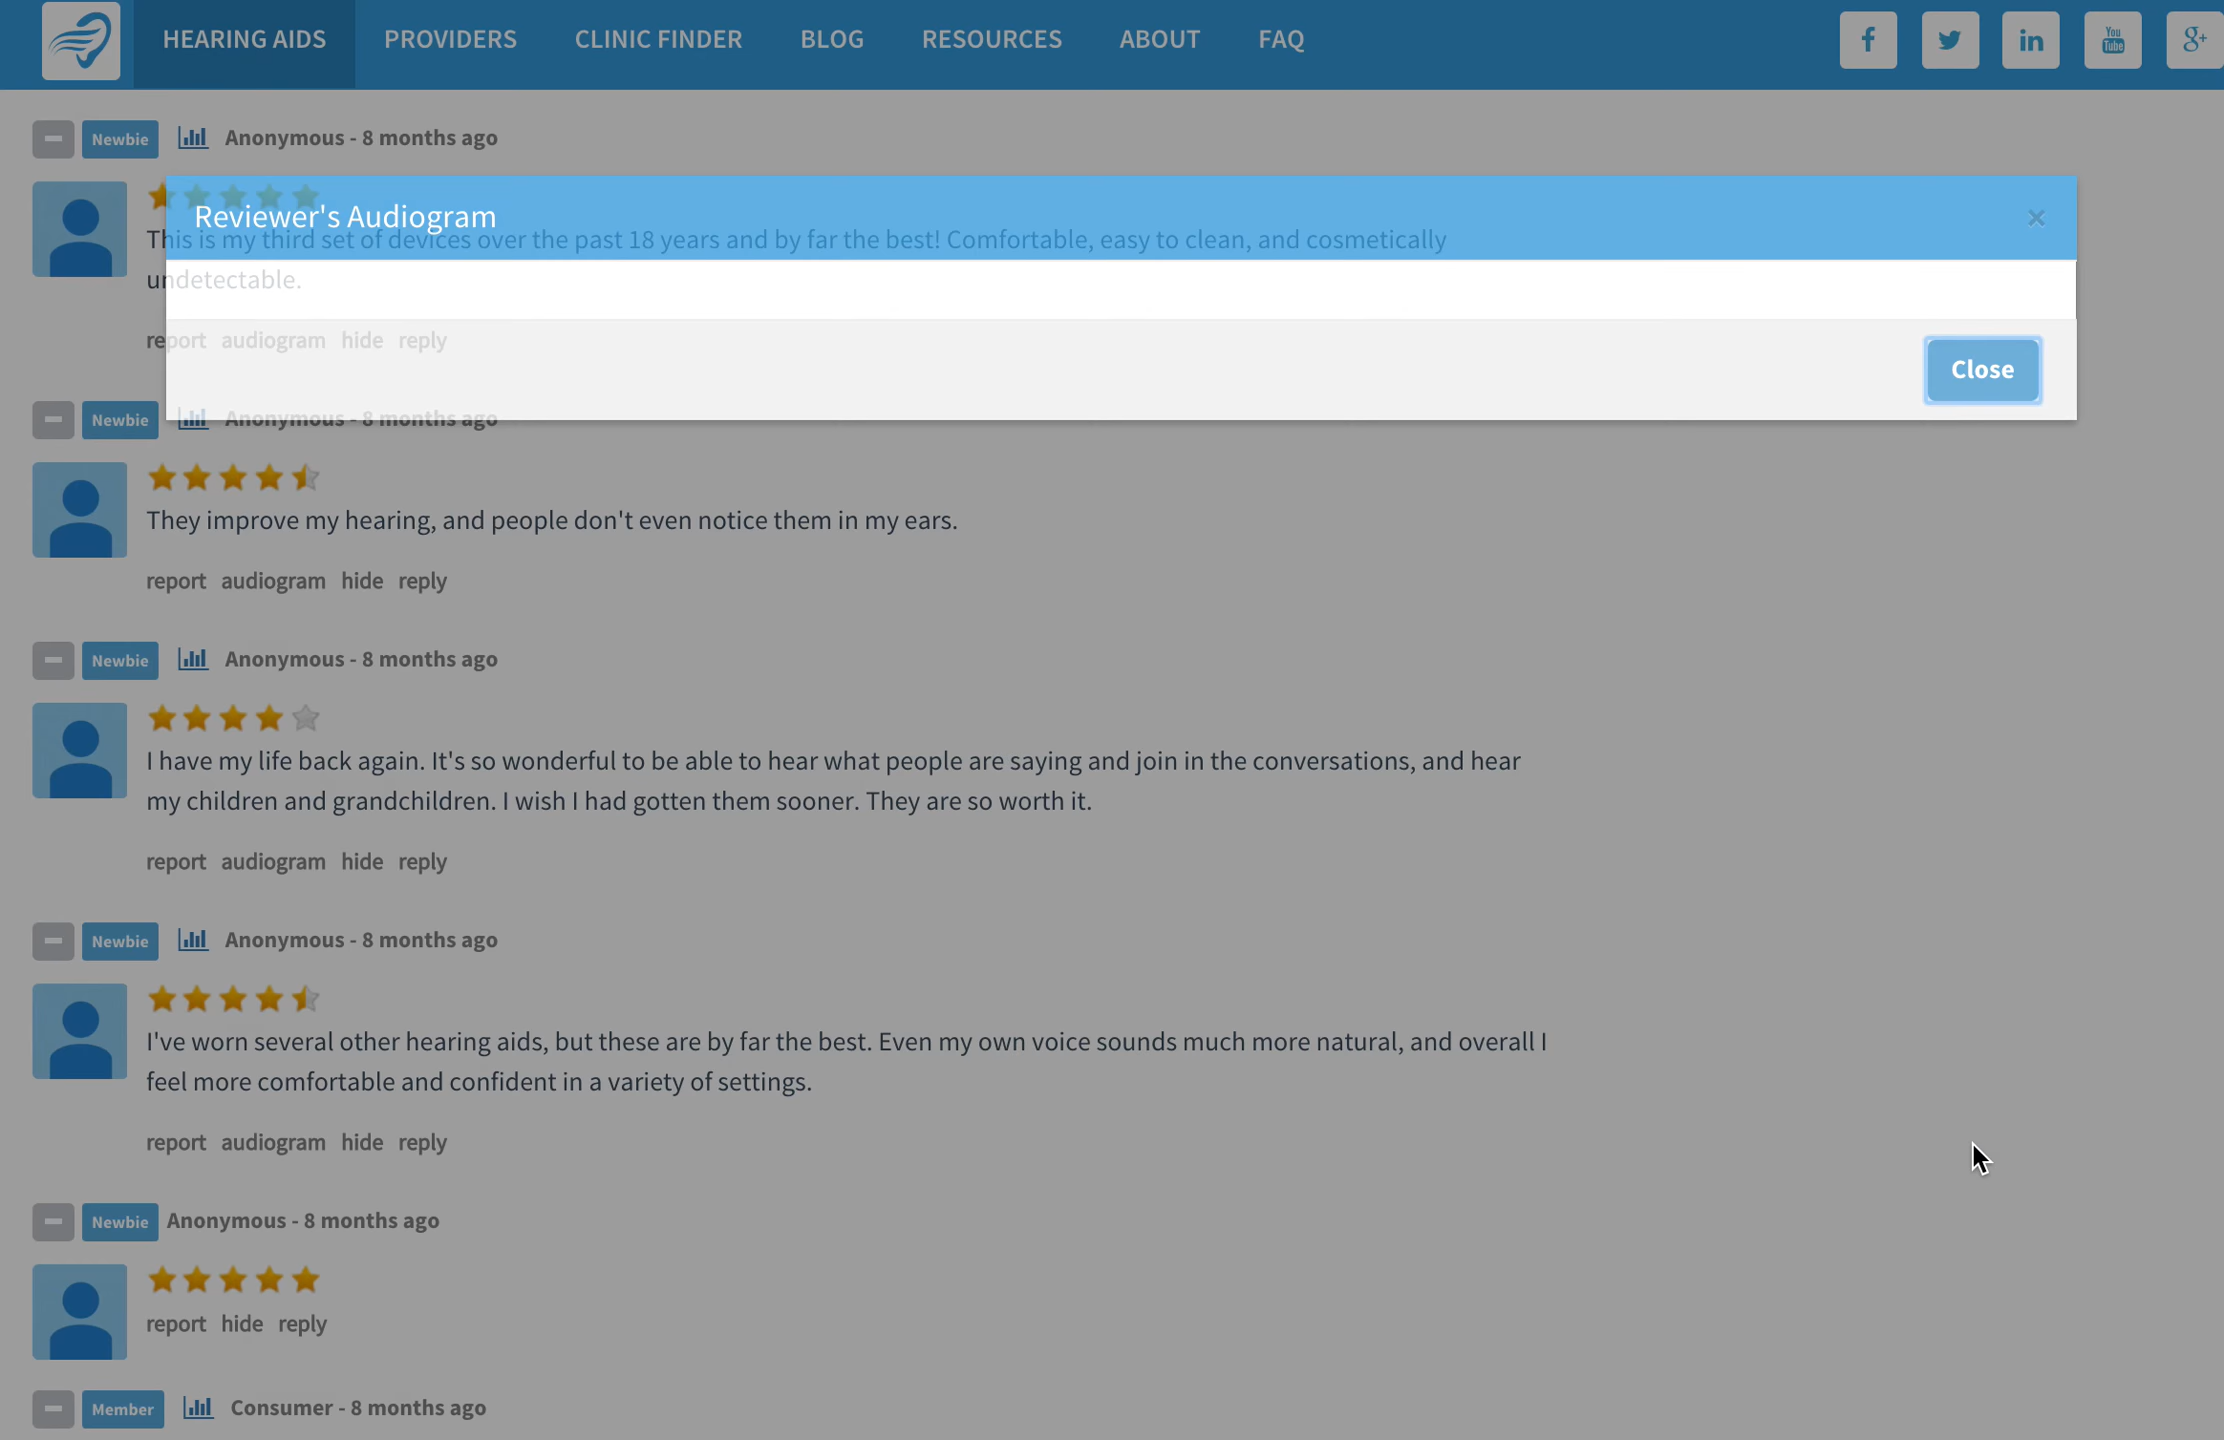 HEARING AIDS PROVIDERS CLINIC FINDER BLOG RESOURCES ABOUT FAQ
You
Tube
Newbie Anonymous - 8 months ago
Reviewer's Audiogram ×
This is my third set of devices over the past 18 years and by far the best! Comfortable, easy to clean, and cosmetically
undetectable.
report audiogram hide reply
Close
Newbie Anonymous - 8 months ago
They improve my hearing, and people don't even notice them in my ears.
report audiogram hide reply
Newbie Anonymous - 8 months ago
I have my life back again. It's so wonderful to be able to hear what people are saying and join in the conversations, and hear
my children and grandchildren. I wish I had gotten them sooner. They are so worth it.
report audiogram hide reply
Newbie Anonymous - 8 months ago
I've worn several other hearing aids, but these are by far the best. Even my own voice sounds much more natural, and overall I
feel more comfortable and confident in a variety of settings.
report audiogram hide reply
Newbie Anonymous - 8 months ago
report hide reply
Member Consumer - 8 months ago